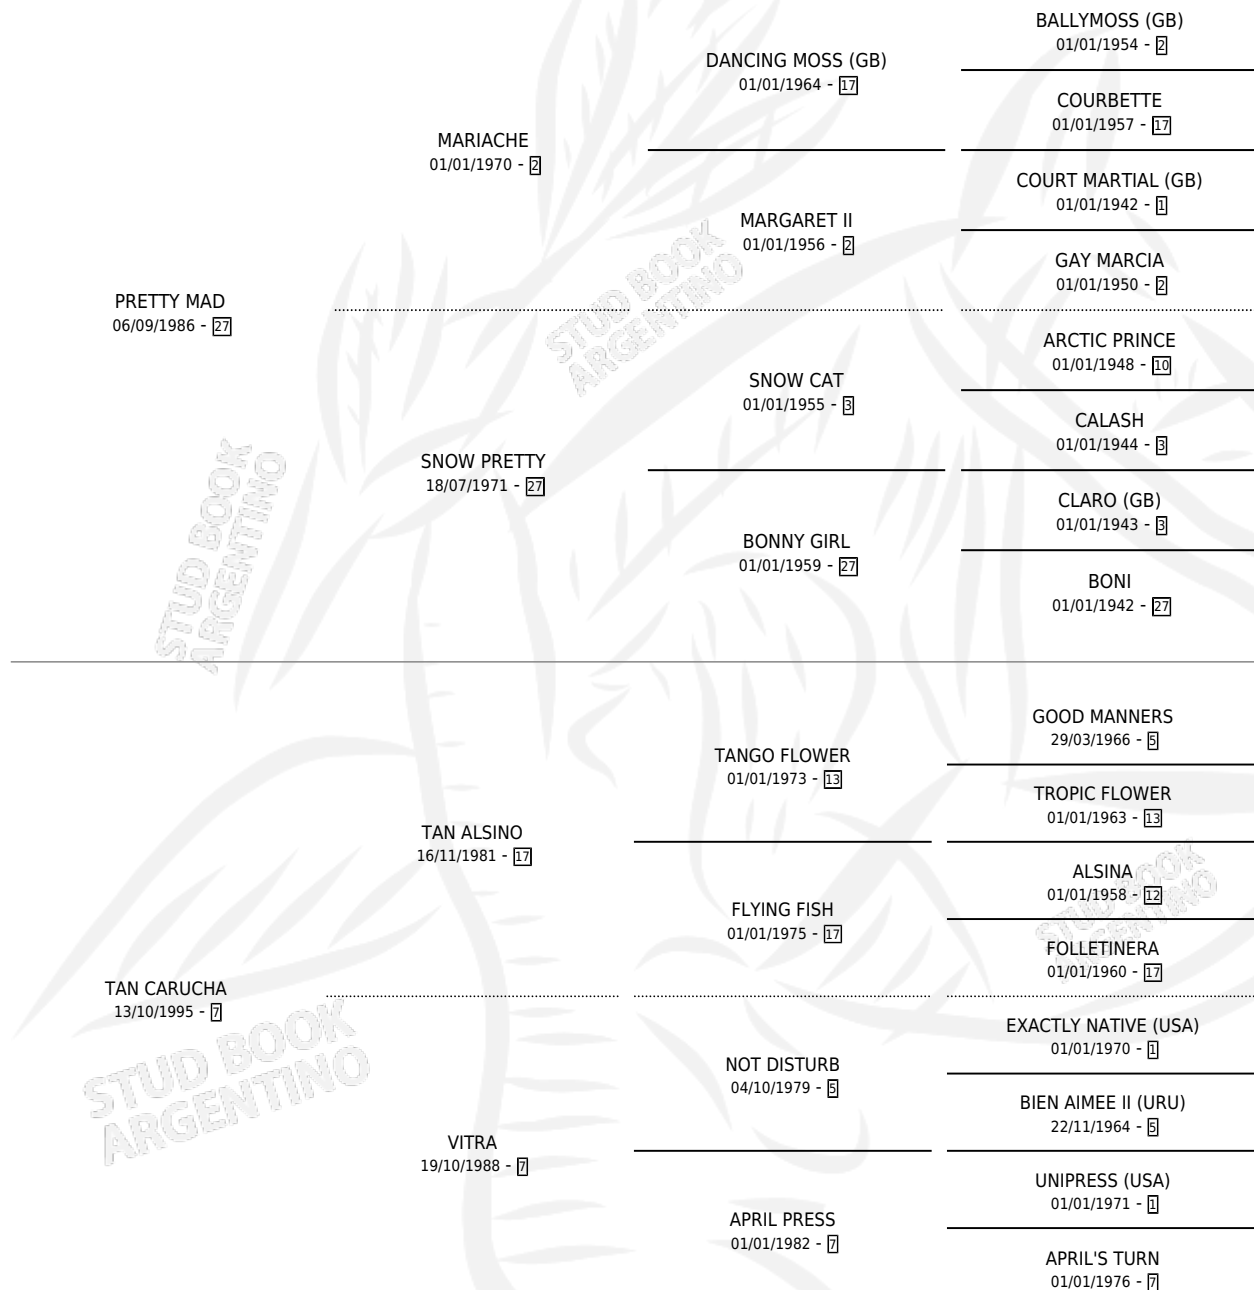 BALLYMOSS (GB)
01/01/1954 - 2
DANCING MOSS (GB)
01/01/1964 - 17
COURBETTE
01/01/1957 - 17
MARIACHE
01/01/1970 - 2
COURT MARTIAL (GB)
01/01/1942 - 1
MARGARET II
01/01/1956 - 2
GAY MARCIA
01/01/1950 - 2
PRETTY MAD
06/09/1986 - 27
STUD BOOK
ARGENTINO
ARCTIC PRINCE
01/01/1948 - 10
SNOW CAT
01/01/1955 - 3
CALASH
01/01/1944 - 3
SNOW PRETTY
18/07/1971 - 27
CLARO (GB)
01/01/1943 - 3
BONNY GIRL
01/01/1959 - 27
BONI
01/01/1942 - 27
STUD BOOK
ARGENTINO
GOOD MANNERS
29/03/1966 - 5
TANGO FLOWER
01/01/1973 - 13
TROPIC FLOWER
01/01/1963 - 13
TAN ALSINO
16/11/1981 - 17
ALSINA
01/01/1958 - 12
FLYING FISH
01/01/1975 - 17
STUD BOOK
ARGENTINO
FOLLETINERA
01/01/1960 - 17
TAN CARUCHA
13/10/1995 - 7
STUD BOOK
ARGENTINO
EXACTLY NATIVE (USA)
01/01/1970 - 1
NOT DISTURB
04/10/1979 - 5
BIEN AIMEE II (URU)
22/11/1964 - 5
VITRA
19/10/1988 - 7
UNIPRESS (USA)
01/01/1971 - 1
APRIL PRESS
01/01/1982 - 7
APRIL'S TURN
01/01/1976 - 7